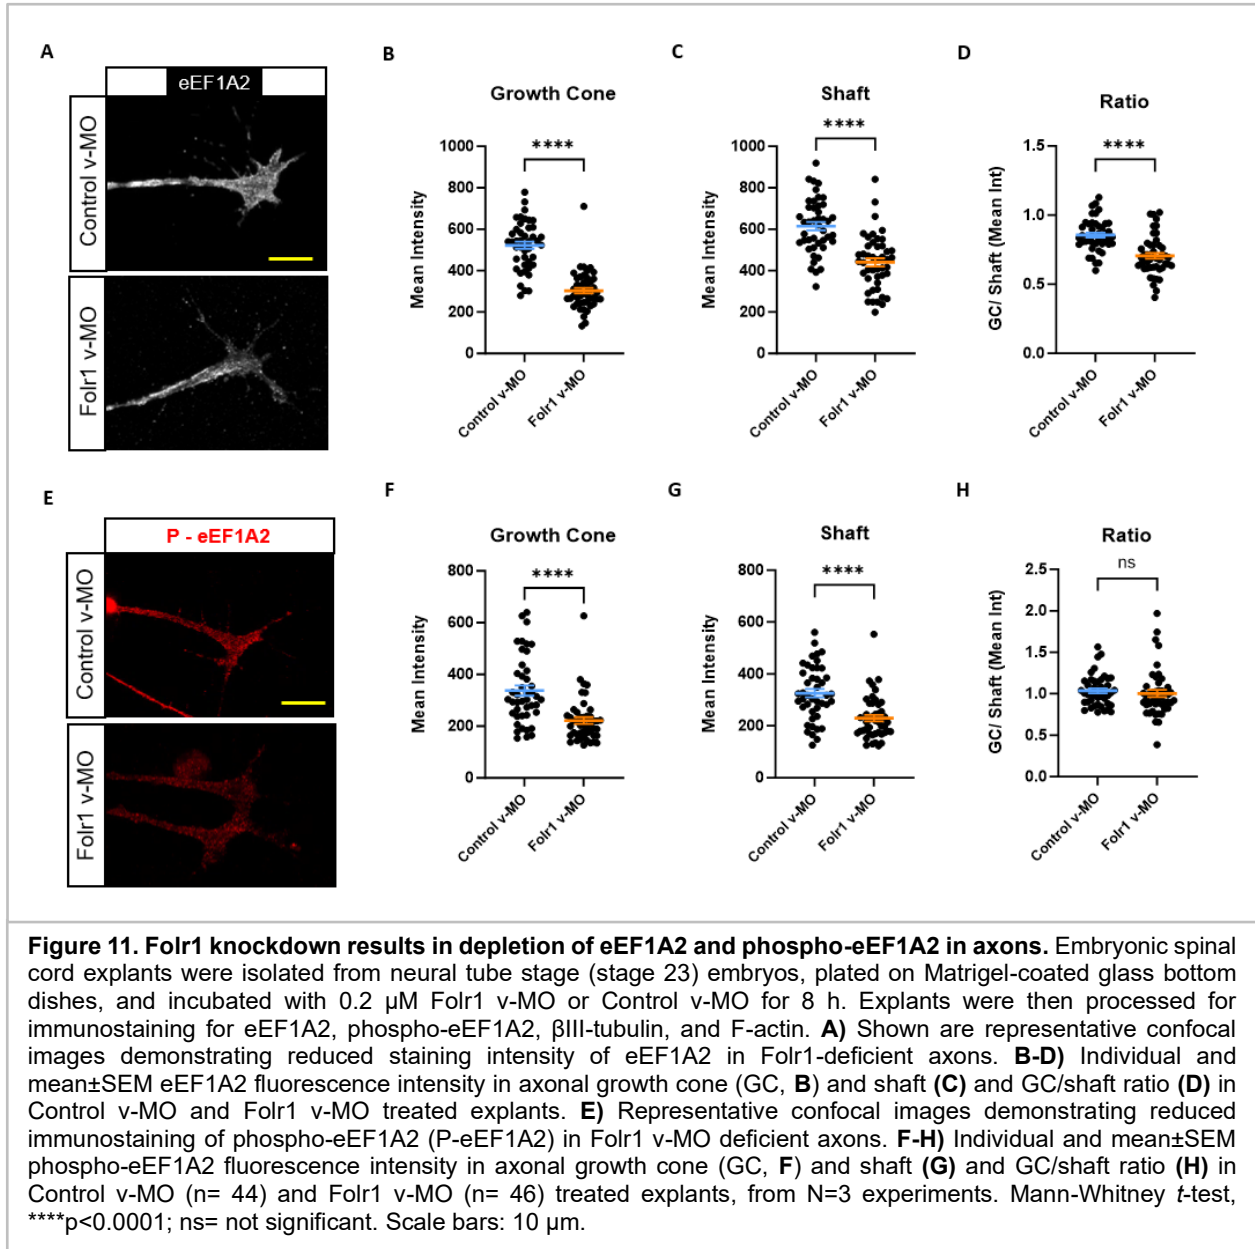 A
eEF1A2
Control v-MO
Folr1 v-MO
B
Growth Cone
****
Mean Intensity
1000
800
600
400
200
0
Control v-MO
Folr1 v-MO
C
Shaft
****
Mean Intensity
1000
800
600
400
200
0
Control v-MO
Folr1 v-MO
D
Ratio
****
GC/ Shaft (Mean Int)
1.5
1.0
0.5
0.0
Control v-MO
Folr1 v-MO
E
P - eEF1A2
Control v-MO
Folr1 v-MO
F
Growth Cone
****
Mean Intensity
800
600
400
200
0
Control v-MO
Folr1 v-MO
G
Shaft
****
Mean Intensity
800
600
400
200
0
Control v-MO
Folr1 v-MO
H
Ratio
ns
GC/ Shaft (Mean Int)
2.5
2.0
1.5
1.0
0.5
0.0
Control v-MO
Folr1 v-MO
Figure 11. Folr1 knockdown results in depletion of eEF1A2 and phospho-eEF1A2 in axons. Embryonic spinal
cord explants were isolated from neural tube stage (stage 23) embryos, plated on Matrigel-coated glass bottom
dishes, and incubated with 0.2 µM Folr1 v-MO or Control v-MO for 8 h. Explants were then processed for
immunostaining for eEF1A2, phospho-eEF1A2, βIII-tubulin, and F-actin. A) Shown are representative confocal
images demonstrating reduced staining intensity of eEF1A2 in Folr1-deficient axons. B-D) Individual and
mean±SEM eEF1A2 fluorescence intensity in axonal growth cone (GC, B) and shaft (C) and GC/shaft ratio (D) in
Control v-MO and Folr1 v-MO treated explants. E) Representative confocal images demonstrating reduced
immunostaining of phospho-eEF1A2 (P-eEF1A2) in Folr1 v-MO deficient axons. F-H) Individual and mean±SEM
phospho-eEF1A2 fluorescence intensity in axonal growth cone (GC, F) and shaft (G) and GC/shaft ratio (H) in
Control v-MO (n= 44) and Folr1 v-MO (n= 46) treated explants, from N=3 experiments. Mann-Whitney t-test,
****p<0.0001; ns= not significant. Scale bars: 10 µm.